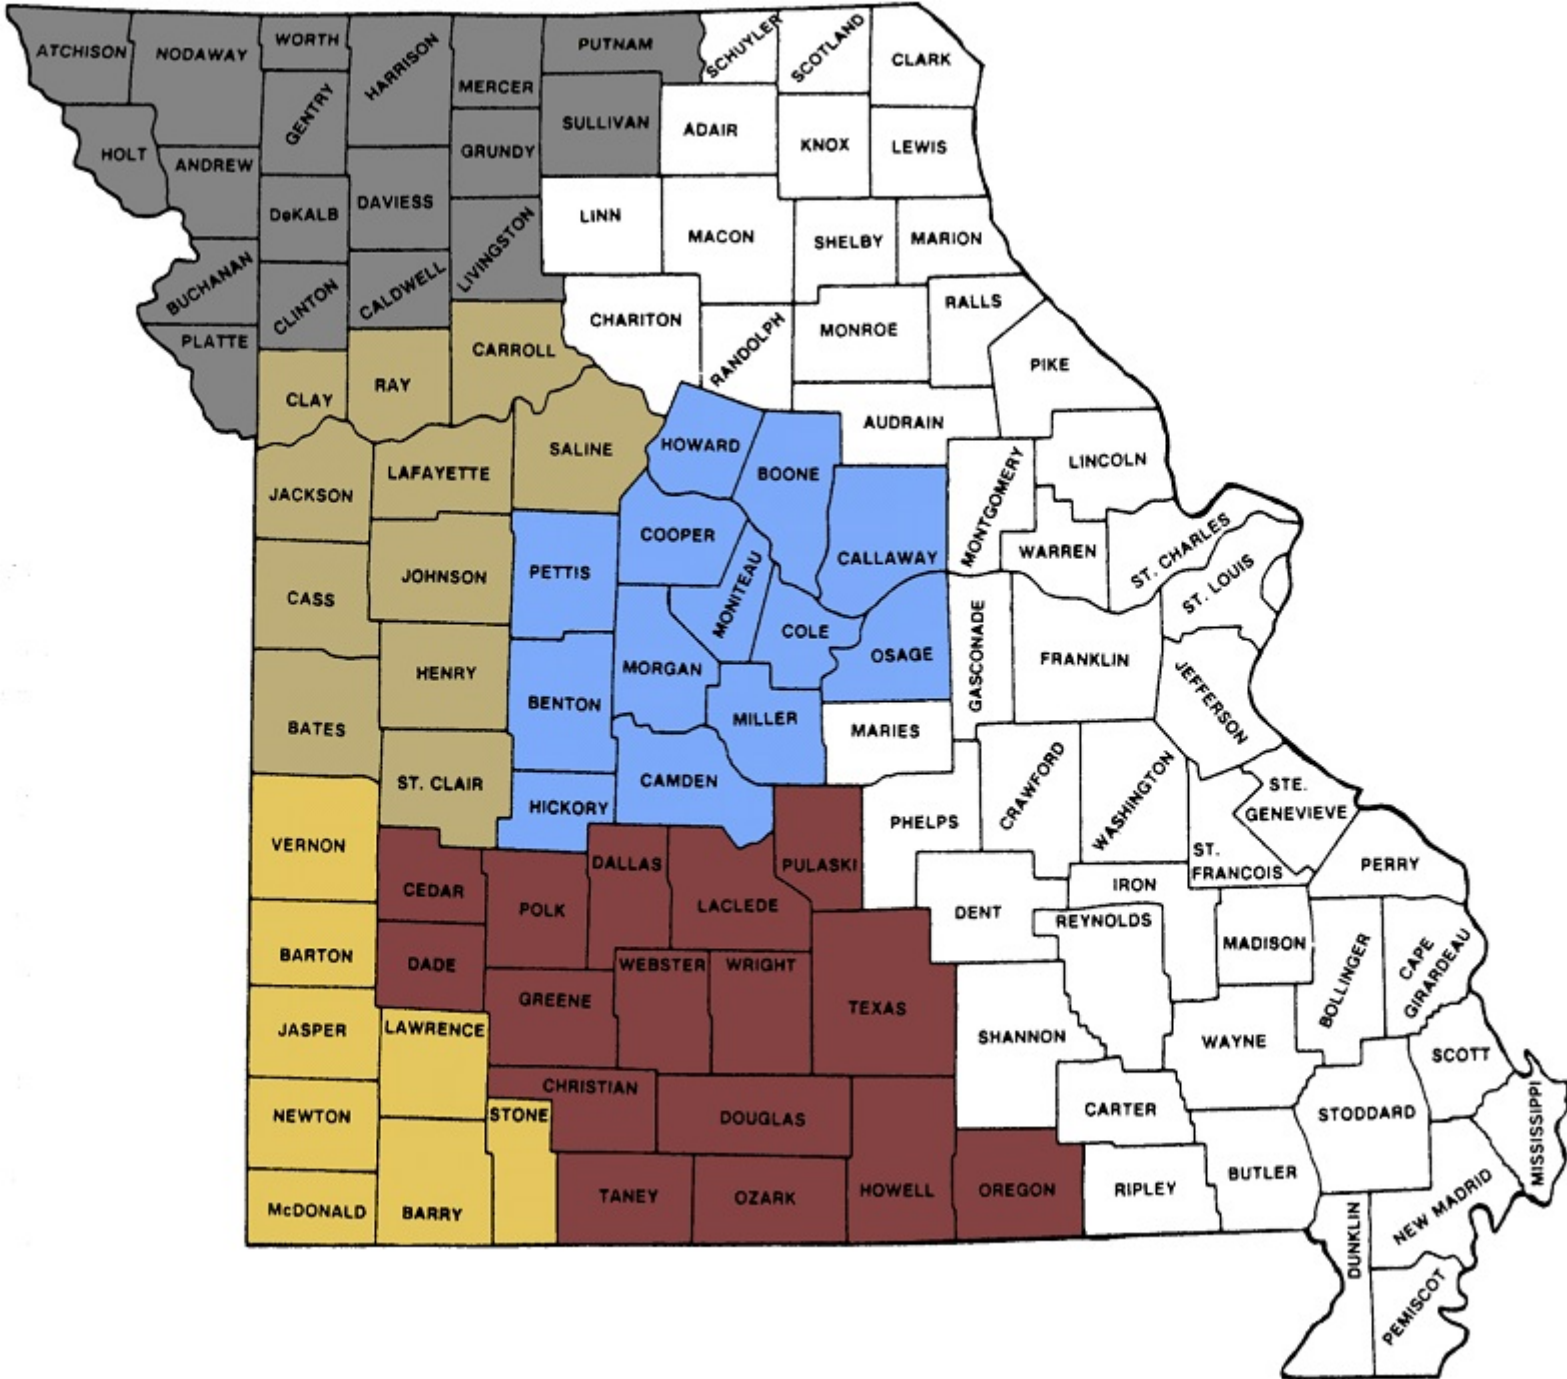 ATCHISON
NODAWAY
WORTH
HARRISON
MERCER
PUTNAM
SCHUYLER
SCOTLAND
CLARK
GENTRY
SULLIVAN
ADAIR
KNOX
LEWIS
HOLT
ANDREW
GRUNDY
DeKALB
DAVIESS
LIVINGSTON
LINN
MACON
SHELBY
MARION
BUCHANAN
CLINTON
CALDWELL
CHARITON
RANDOLPH
MONROE
RALLS
PLATTE
CARROLL
PIKE
CLAY
RAY
AUDRAIN
SALINE
HOWARD
BOONE
LINCOLN
JACKSON
LAFAYETTE
MONTGOMERY
COOPER
CALLAWAY
WARREN
ST. CHARLES
ST. LOUIS
CASS
JOHNSON
PETTIS
MONITEAU
COLE
OSAGE
GASCONADE
FRANKLIN
JEFFERSON
HENRY
MORGAN
BENTON
MILLER
MARIES
BATES
ST. CLAIR
CAMDEN
HICKORY
PHELPS
CRAWFORD
WASHINGTON
STE.
GENEVIEVE
ST.
FRANCOIS
PERRY
VERNON
CEDAR
POLK
DALLAS
LACLEDE
PULASKI
DENT
IRON
REYNOLDS
MADISON
BOLLINGER
CAPE
GIRARDEAU
BARTON
DADE
GREENE
WEBSTER
WRIGHT
TEXAS
SHANNON
WAYNE
SCOTT
JASPER
LAWRENCE
CHRISTIAN
DOUGLAS
CARTER
STODDARD
MISSISSIPPI
NEWTON
STONE
McDONALD
BARRY
TANEY
OZARK
HOWELL
OREGON
RIPLEY
BUTLER
NEW MADRID
DUNKLIN
PEMISCOT